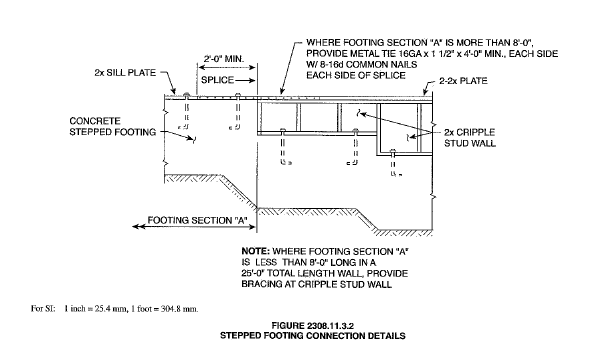 WHERE FOOTING SECTION "A" IS MORE THAN 8'-0",
PROVIDE METAL TIE 16GA x 1 1/2" x 4'-0" MIN., EACH SIDE
W/ 8-16d COMMON NAILS
EACH SIDE OF SPLICE
2'-0" MIN.
2x SILL PLATE
SPLICE
2-2x PLATE
CONCRETE
STEPPED FOOTING
2x CRIPPLE
STUD WALL
FOOTING SECTION "A"
NOTE: WHERE FOOTING SECTION "A"
IS LESS THAN 8'-0" LONG IN A
25'-0" TOTAL LENGTH WALL, PROVIDE
BRACING AT CRIPPLE STUD WALL
For SI: 1 inch = 25.4 mm, 1 foot = 304.8 mm.
FIGURE 2308.11.3.2
STEPPED FOOTING CONNECTION DETAILS